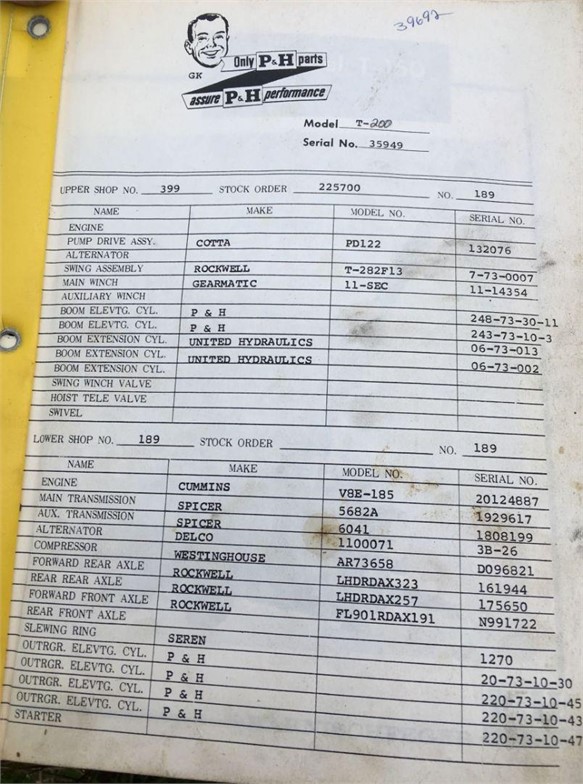 39692
GK
Only P&H parts
assure P&H performance
Model T-200
Serial No. 35949
UPPER SHOP NO. 399 STOCK ORDER 225700 NO. 189
NAME MAKE MODEL NO. SERIAL NO.
ENGINE
PUMP DRIVE ASSY. COTTA PD122 132076
ALTERNATOR
SWING ASSEMBLY ROCKWELL T-282F13 7-73-0007
MAIN WINCH GEARMATIC 11-SEC 11-14354
AUXILIARY WINCH
BOOM ELEVTG. CYL. P & H 248-73-30-11
BOOM ELEVTG. CYL. P & H 243-73-10-3
BOOM EXTENSION CYL. UNITED HYDRAULICS 06-73-013
BOOM EXTENSION CYL. UNITED HYDRAULICS 06-73-002
BOOM EXTENSION CYL.
SWING WINCH VALVE
HOIST TELE VALVE
SWIVEL
LOWER SHOP NO. 189 STOCK ORDER NO. 189
NAME MAKE MODEL NO. SERIAL NO.
ENGINE CUMMINS V8E-185 20124887
MAIN TRANSMISSION SPICER 5682A 1929617
AUX. TRANSMISSION SPICER 6041 1808199
ALTERNATOR DELCO 1100071 3B-26
COMPRESSOR WESTINGHOUSE AR73658 D096821
FORWARD REAR AXLE ROCKWELL LHDRDAX323 161944
REAR REAR AXLE ROCKWELL LHDRDAX257 175650
FORWARD FRONT AXLE ROCKWELL FL901RDAX191 N991722
REAR FRONT AXLE
SLEWING RING SEREN 1270
OUTRGR. ELEVTG. CYL. P & H 20-73-10-30
OUTRGR. ELEVTG. CYL. P & H 220-73-10-45
OUTRGR. ELEVTG. CYL. P & H 220-73-10-43
OUTRGR. ELEVTG. CYL. P & H 220-73-10-47
STARTER